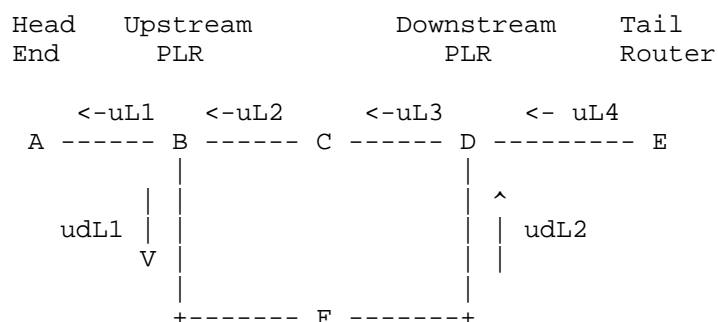 Head    Upstream            Downstream       Tail
End       PLR                  PLR          Router

    <-uL1    <-uL2        <-uL3      <- uL4
 A ------ B ------ C ------ D --------- E
          |                 |
        | |                 | ^
   udL1 | |                 | | udL2
        V |                 | |
          |                 |
          +------- F -------+